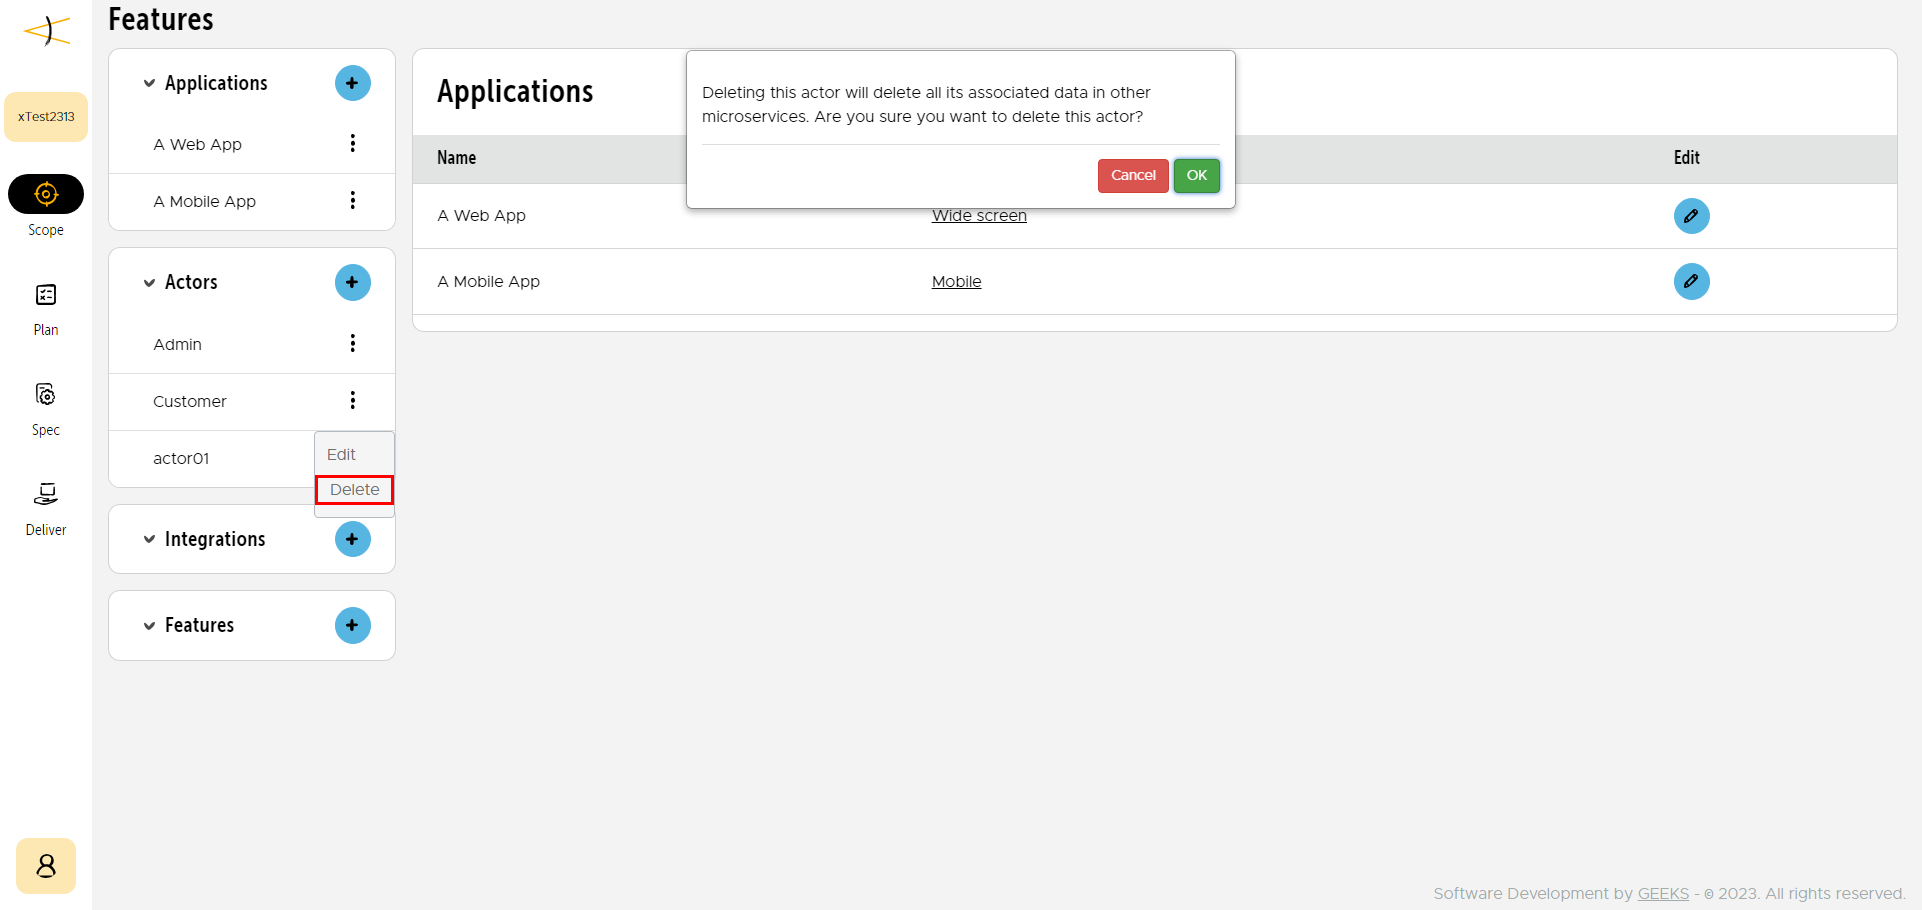 Features
xTest2313
Scope
Plan
Spec
Deliver
Applications
A Web App
A Mobile App
Actors
Admin
Customer
actor01
Edit
Delete
Integrations
Features
Applications
Deleting this actor will delete all its associated data in other
microservices. Are you sure you want to delete this actor?
Cancel OK
Name Edit
A Web App Wide screen
A Mobile App Mobile
Software Development by GEEKS - © 2023. All rights reserved.